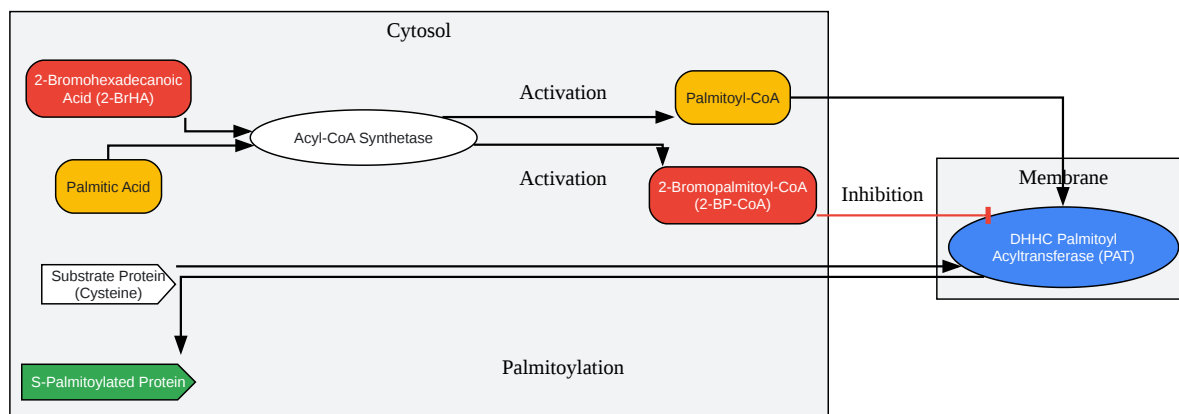 Cytosol
2-Bromohexadecanoic
Acid (2-BrHA)
Activation
Palmitoyl-CoA
Acyl-CoA Synthetase
Palmitic Acid
Activation
2-Bromopalmitoyl-CoA
(2-BP-CoA)
Inhibition
Membrane
DHHC Palmitoyl
Acyltransferase (PAT)
Substrate Protein
(Cysteine)
Palmitoylation
S-Palmitoylated Protein